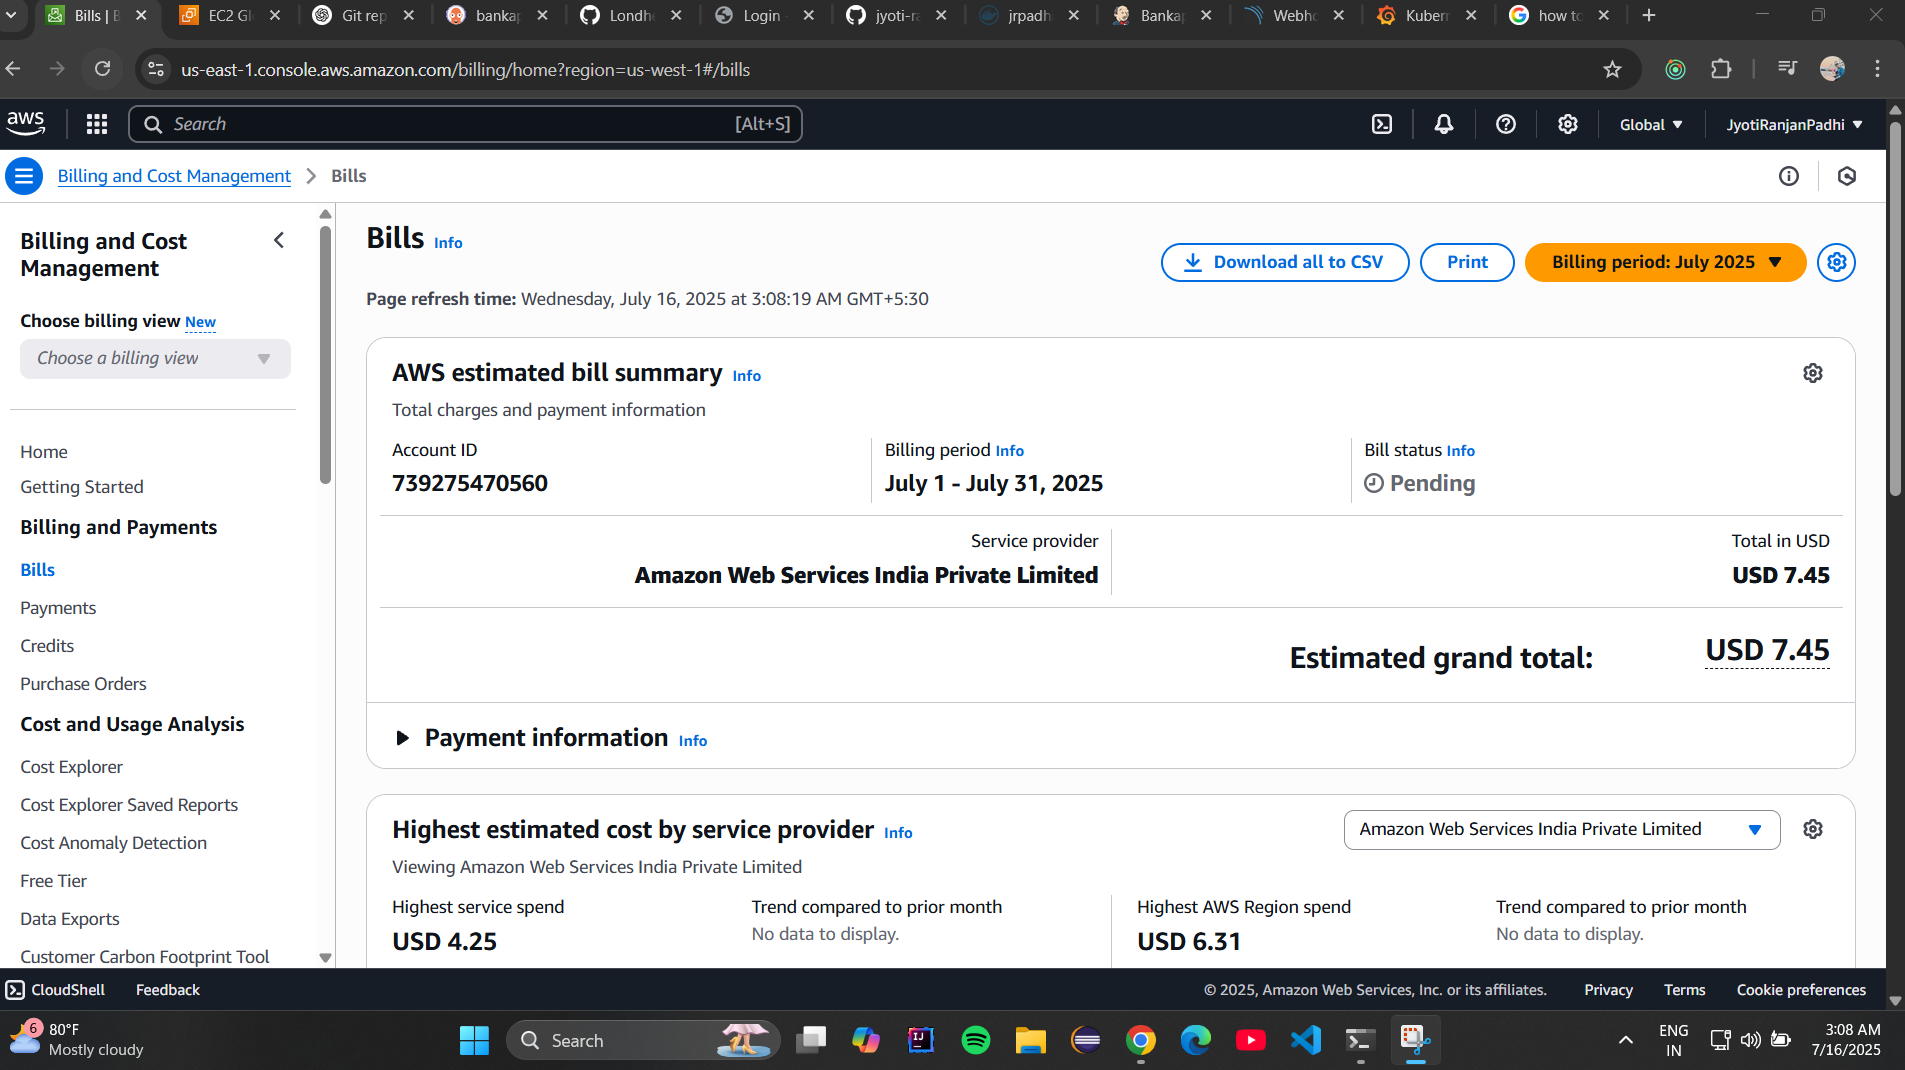 Bills | B
EC2 Gl
Git rep
bankap
Londh
Login
jyoti-ra
jrpadh
Bankap
Webho
Kubern
how to
us-east-1.console.aws.amazon.com/billing/home?region=us-west-1#/bills
aws
Search
[Alt+S]
Global
JyotiRanjanPadhi
Billing and Cost Management
Bills
Billing and Cost
Management
Choose billing view New
Choose a billing view
Home
Getting Started
Billing and Payments
Bills
Payments
Credits
Purchase Orders
Cost and Usage Analysis
Cost Explorer
Cost Explorer Saved Reports
Cost Anomaly Detection
Free Tier
Data Exports
Customer Carbon Footprint Tool
Bills Info
Download all to CSV
Print
Billing period: July 2025
Page refresh time: Wednesday, July 16, 2025 at 3:08:19 AM GMT+5:30
AWS estimated bill summary Info
Total charges and payment information
Account ID
739275470560
Billing period Info
July 1 - July 31, 2025
Bill status Info
Pending
Service provider
Amazon Web Services India Private Limited
Total in USD
USD 7.45
Estimated grand total:
USD 7.45
Payment information Info
Highest estimated cost by service provider Info
Amazon Web Services India Private Limited
Viewing Amazon Web Services India Private Limited
Highest service spend
USD 4.25
Trend compared to prior month
No data to display.
Highest AWS Region spend
USD 6.31
Trend compared to prior month
No data to display.
CloudShell
Feedback
© 2025, Amazon Web Services, Inc. or its affiliates.
Privacy
Terms
Cookie preferences
6
80°F
Mostly cloudy
Search
IJ
ENG
IN
3:08 AM
7/16/2025